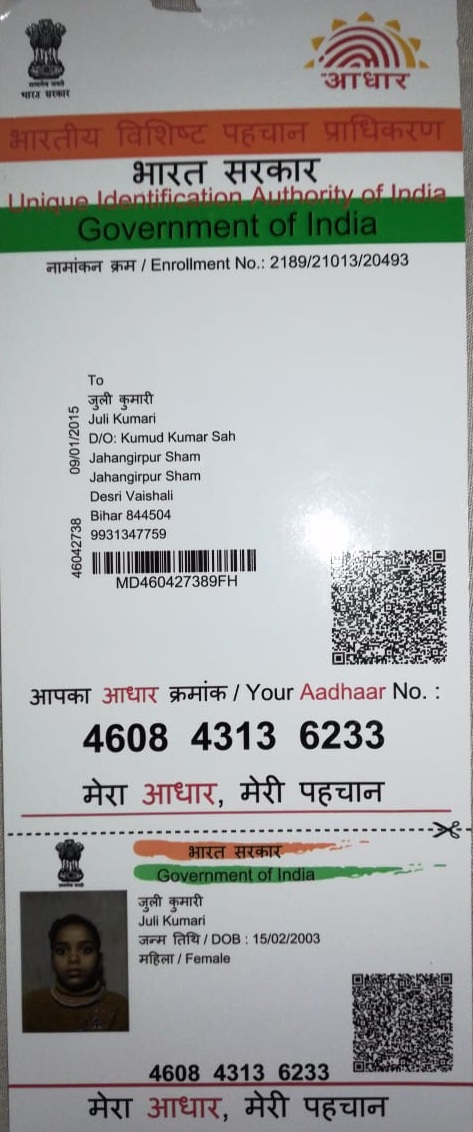 सत्यमेव जयते
भारत सरकार
आधार
भारतीय विशिष्ट पहचान प्राधिकरण
भारत सरकार
Unique Identification Authority of India
Government of India
नामांकन क्रम / Enrollment No.: 2189/21013/20493
To
जुली कुमारी
Juli Kumari
D/O: Kumud Kumar Sah
Jahangirpur Sham
Jahangirpur Sham
Desri Vaishali
Bihar 844504
9931347759
09/01/2015
46042738
MD460427389FH
आपका आधार क्रमांक / Your Aadhaar No. :
4608 4313 6233
मेरा आधार, मेरी पहचान
भारत सरकार
Government of India
जुली कुमारी
Juli Kumari
जन्म तिथि / DOB : 15/02/2003
महिला / Female
4608 4313 6233
मेरा आधार, मेरी पहचान